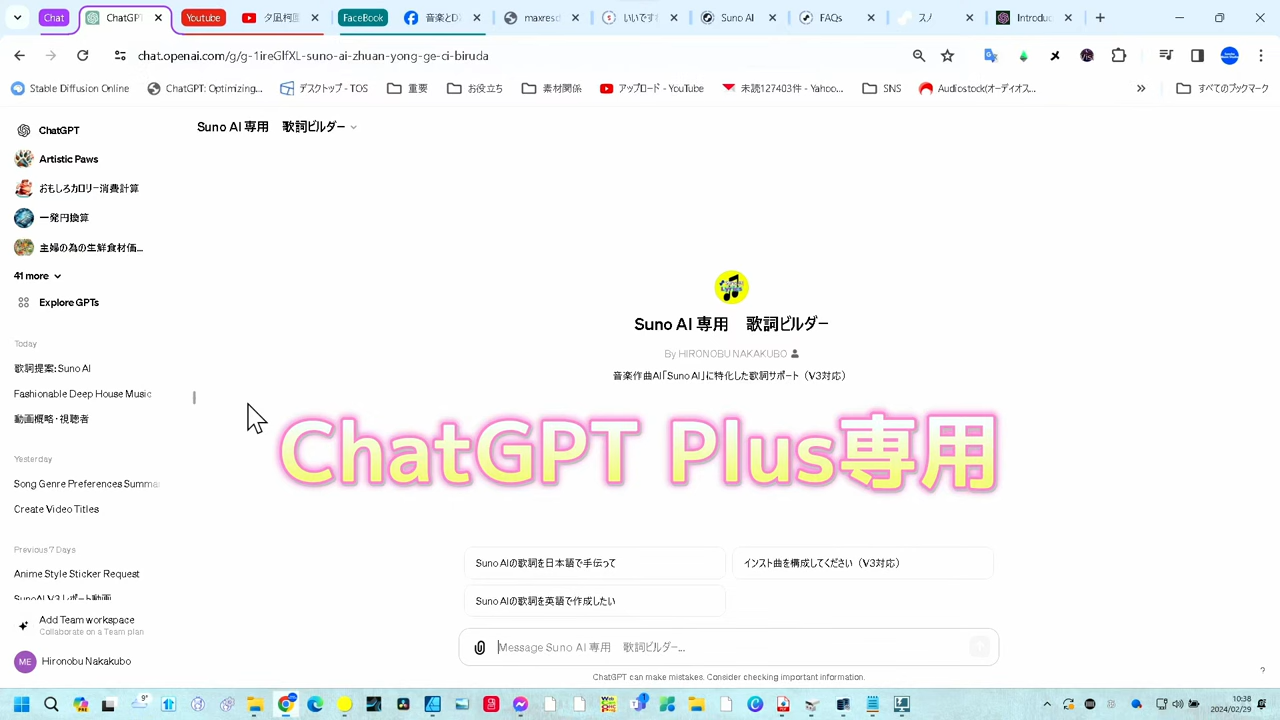 Chat
ChatGP
Youtube
夕凪柯
FaceBook
音楽とD
maxres
いいです
Suno AI
FAQs
スノ
Introduc
chat.openai.com/g/g-1ireGlfXL-suno-ai-zhuan-yong-ge-ci-biruda
Stable Diffusion Online
ChatGPT: Optimizing...
デスクトップ - TOS
重要
お役立ち
素材関係
アップロード - YouTube
未読127403件 - Yahoo...
SNS
Audiostock(オーディオス...
すべてのブックマーク
ChatGPT
Suno AI 専用 歌詞ビルダー
Artistic Paws
おもしろカロリー消費計算
一発円換算
主婦の為の生鮮食材価...
41 more
Explore GPTs
Today
歌詞提案: Suno AI
Fashionable Deep House Music
動画概略・視聴者
Yesterday
Song Genre Preferences Summa
Create Video Titles
Previous 7 Days
Anime Style Sticker Request
SunoAI V3 レポート動画
Add Team workspace
Collaborate on a Team plan
ME
Hironobu Nakakubo
Suno AI 専用 歌詞ビルダー
By HIRONOBU NAKAKUBO
音楽作曲AI「Suno AI」に特化した歌詞サポート（V3対応）
ChatGPT Plus専用
Suno AIの歌詞を日本語で手伝って
インスト曲を構成してください（V3対応）
Suno AIの歌詞を英語で作成したい
Message Suno AI 専用 歌詞ビルダー...
ChatGPT can make mistakes. Consider checking important information.
?
9°
10:38
2024/02/29